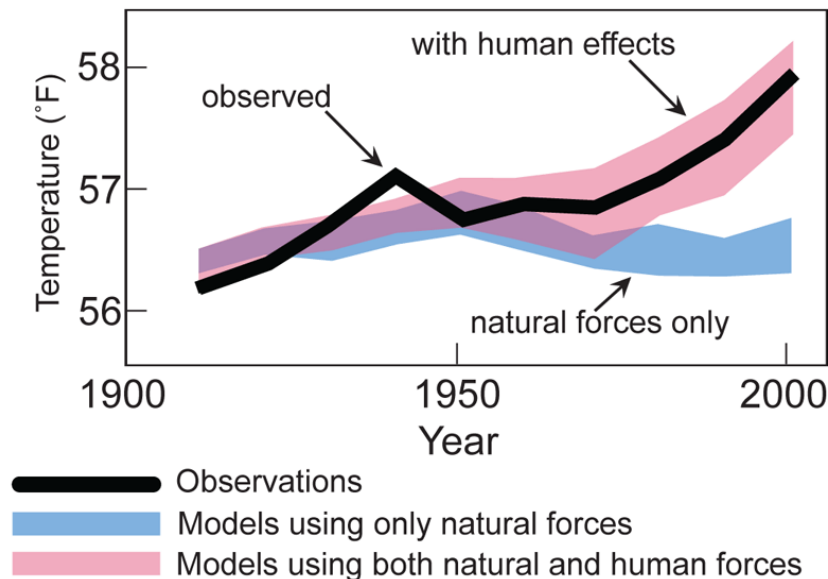 Temperature (˚F)
58
57
56
with human effects
observed
natural forces only
1900
1950
2000
Year
Observations
Models using only natural forces
Models using both natural and human forces